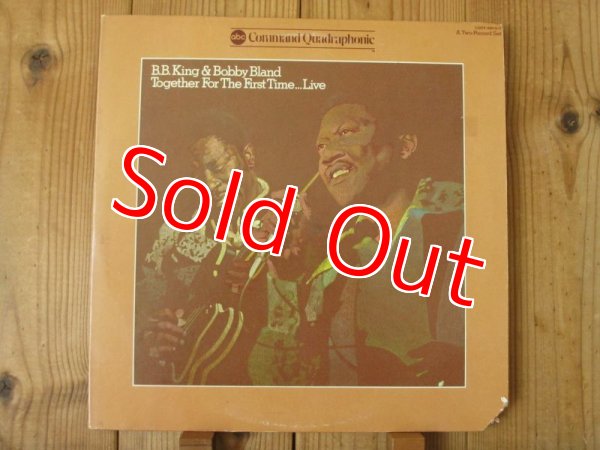 abc Command Quadraphonic
A Two-Record Set
B.B. King & Bobby Bland
Together For The First Time...Live
Sold Out